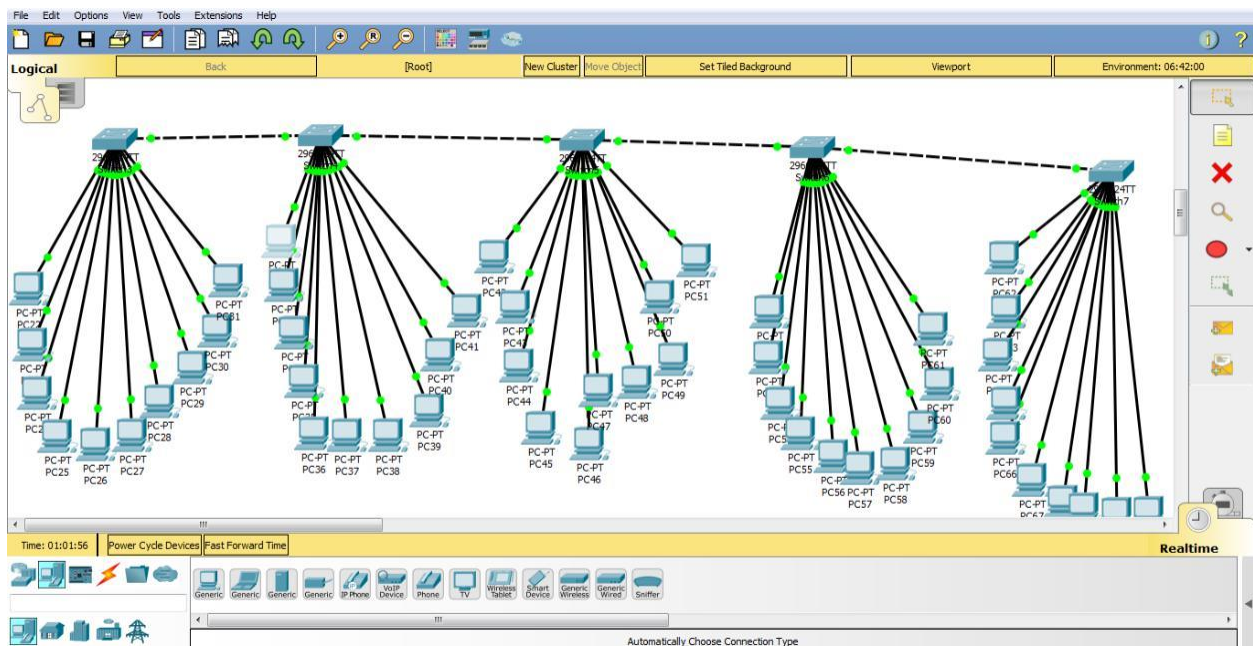 File Edit Options View Tools Extensions Help
Logical Back [Root] New Cluster Move Object Set Tiled Background Viewport Environment: 06:42:00
24TT
Switch7
PC-PT
PC31
PC-PT
PC30
PC-PT
PC29
PC-PT
PC28
PC-PT
PC25
PC-PT
PC26
PC-PT
PC27
PC-PT
PC41
PC-PT
PC40
PC-PT
PC39
PC-PT
PC36
PC-PT
PC37
PC-PT
PC38
PC-PT
PC-PT
PC44
PC-PT
PC45
PC-PT
PC46
PC47
PC-PT
PC48
PC-PT
PC49
PC-PT
PC51
PC-PT
PC55
PC56
PC-PT
PC57
PC-PT
PC58
PC-PT
PC59
PC60
PC61
PC-PT
PC62
PC-PT
PC66
PC-PT
PC67
Time: 01:01:56 Power Cycle Devices Fast Forward Time Realtime
Generic Generic Generic Generic IP Phone VoIP Device Phone TV Wireless Tablet Smart Device Generic Wireless Generic Wired Sniffer
Automatically Choose Connection Type